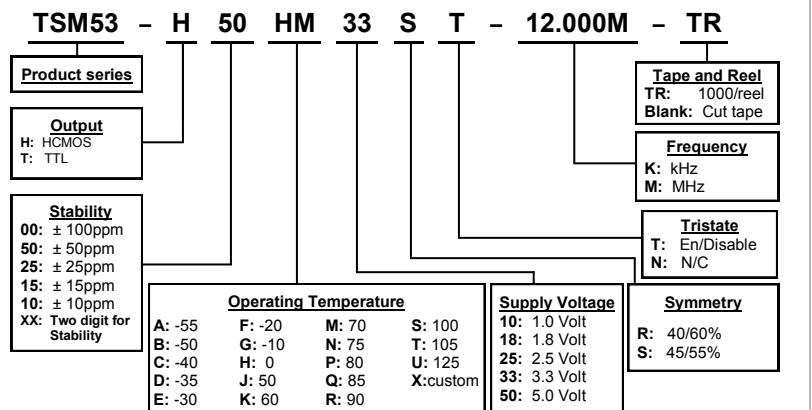 TSM53 – H 50 HM 33 S T – 12.000M – TR
Product series
Output
H: HCMOS
T: TTL
Stability
00: ± 100ppm
50: ± 50ppm
25: ± 25ppm
15: ± 15ppm
10: ± 10ppm
XX: Two digit for
Stability
Operating Temperature
A: -55 F: -20 M: 70 S: 100
B: -50 G: -10 N: 75 T: 105
C: -40 H: 0 P: 80 U: 125
D: -35 J: 50 Q: 85 X:custom
E: -30 K: 60 R: 90
Supply Voltage
10: 1.0 Volt
18: 1.8 Volt
25: 2.5 Volt
33: 3.3 Volt
50: 5.0 Volt
Tape and Reel
TR: 1000/reel
Blank: Cut tape
Frequency
K: kHz
M: MHz
Tristate
T: En/Disable
N: N/C
Symmetry
R: 40/60%
S: 45/55%